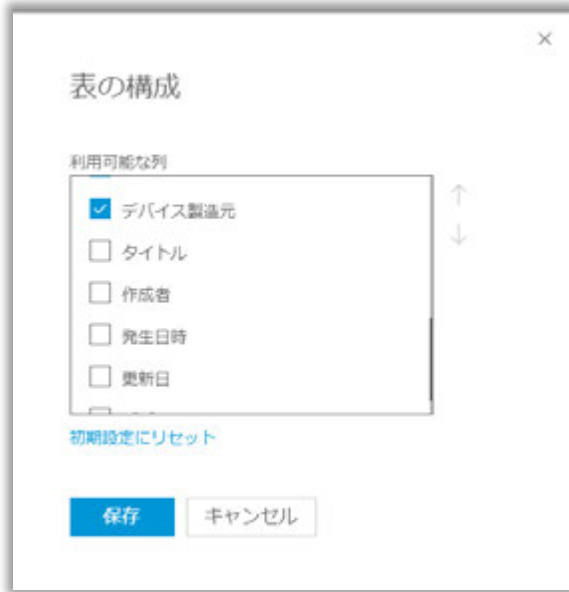 表の構成
利用可能な列
デバイス製造元
タイトル
作成者
発生日時
更新日
初期設定にリセット
保存
キャンセル